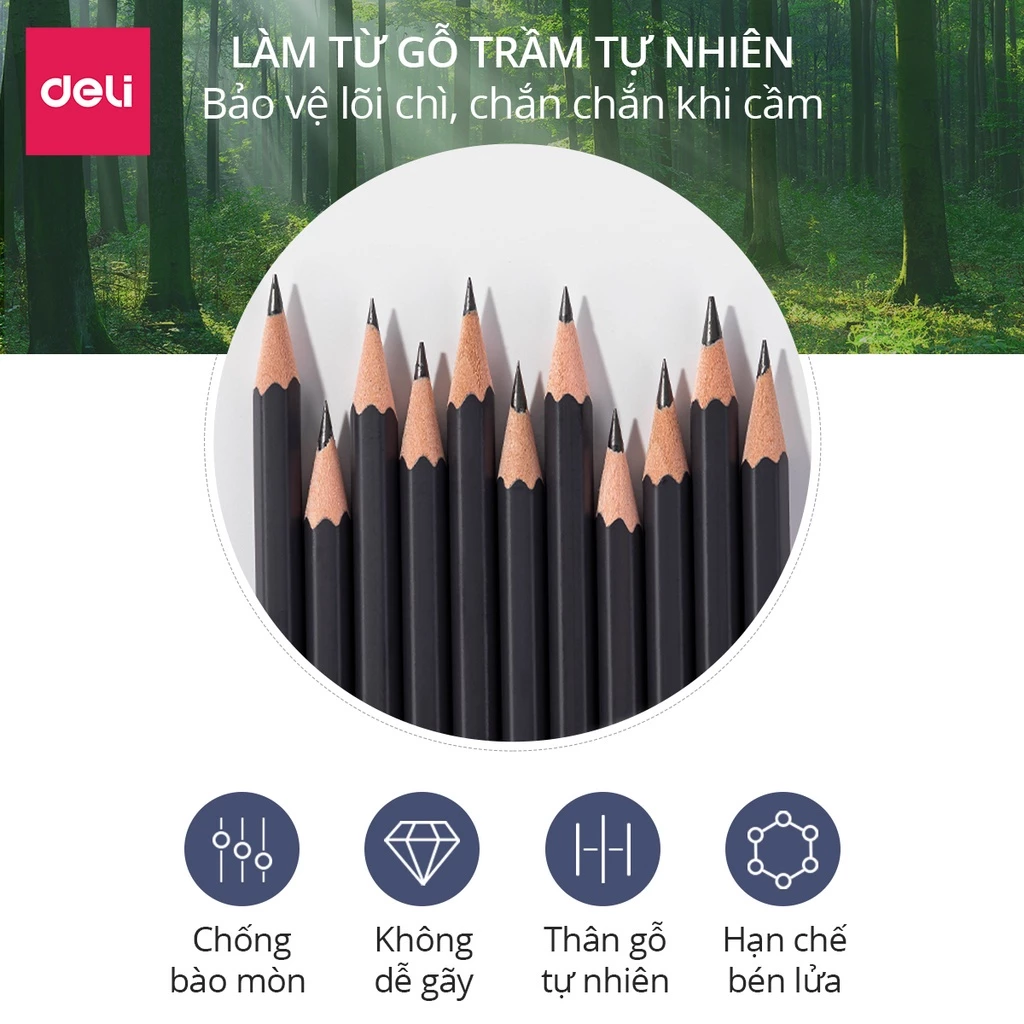 deli
LÀM TỪ GỖ TRẦM TỰ NHIÊN
Bảo vệ lõi chì, chắn chắn khi cầm
Chống
bào mòn
Không
dễ gãy
Thân gỗ
tự nhiên
Hạn chế
bén lửa